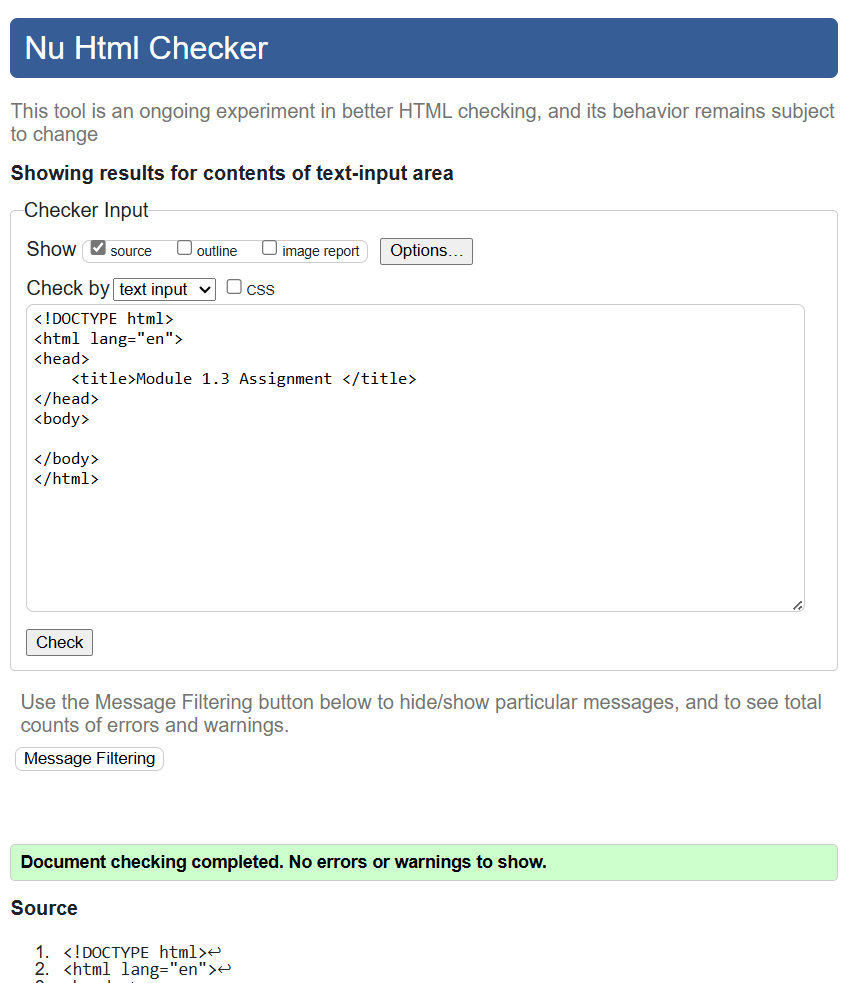 Nu Html Checker
This tool is an ongoing experiment in better HTML checking, and its behavior remains subject
to change
Showing results for contents of text-input area
Checker Input
Show source outline image report Options...
Check by text input CSS
<!DOCTYPE html>
<html lang="en">
<head>
    <title>Module 1.3 Assignment </title>
</head>
<body>
</body>
</html>
Check
Use the Message Filtering button below to hide/show particular messages, and to see total
counts of errors and warnings.
Message Filtering
Document checking completed. No errors or warnings to show.
Source
1. <!DOCTYPE html>↩
2. <html lang="en">↩